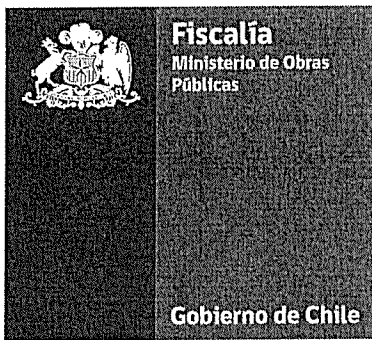 Fiscalía
Ministerio de Obras
Públicas
Gobierno de Chile